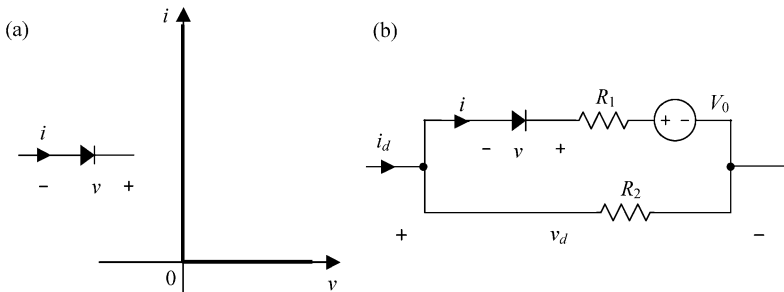 (a)
i
i
− v +
0
v
(b)
R1
V0
i
+ −
id
− v +
R2
+ vd −